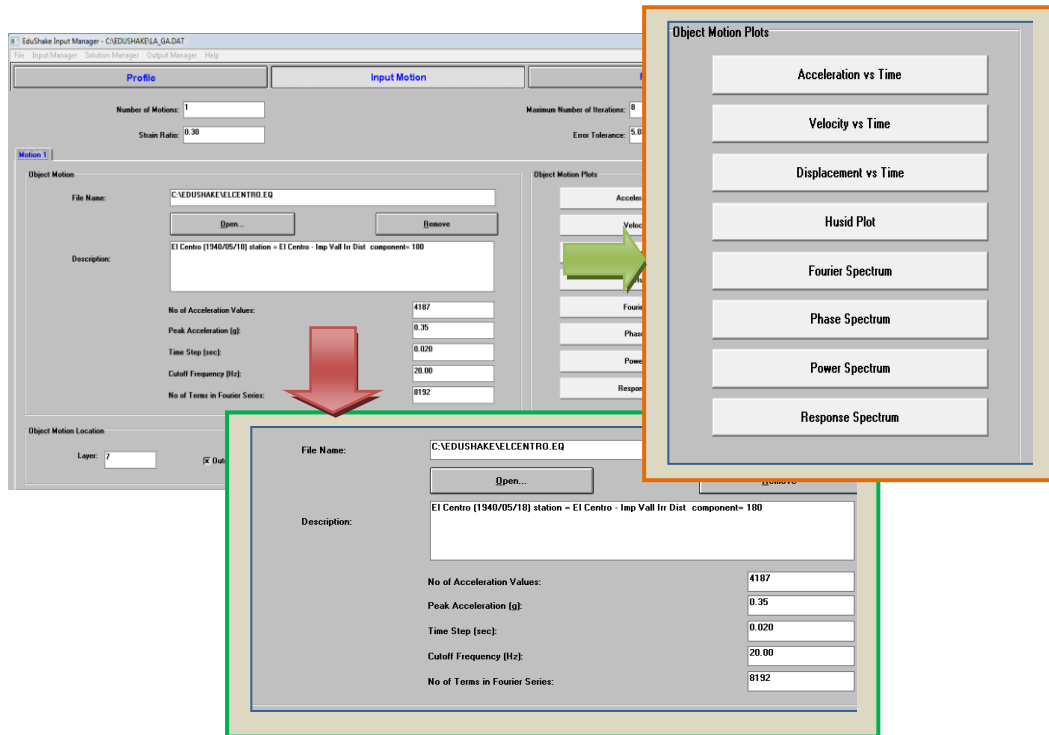 EduShake Input Manager - C:\EDUSHAKE\LA_GA.DAT
File Input Manager Solution Manager Output Manager Help
Profile
Input Motion
Number of Motions: 1
Maximum Number of Iterations: 8
Strain Ratio: 0.30
Error Tolerance:
Motion 1
Object Motion
File Name: C:\EDUSHAKE\ELCENTRO.EQ
Open...
Remove
Description: El Centro (1940/05/18) station = El Centro - Imp Vall Irr Dist component= 180
No of Acceleration Values: 4187
Peak Acceleration (g): 0.35
Time Step (sec): 0.020
Cutoff Frequency (Hz): 20.00
No of Terms in Fourier Series: 8192
Object Motion Plots
Object Motion Location
Layer: 7
Object Motion Plots
Acceleration vs Time
Velocity vs Time
Displacement vs Time
Husid Plot
Fourier Spectrum
Phase Spectrum
Power Spectrum
Response Spectrum
File Name: C:\EDUSHAKE\ELCENTRO.EQ
Open...
Remove
Description: El Centro (1940/05/18) station = El Centro - Imp Vall Irr Dist component= 180
No of Acceleration Values: 4187
Peak Acceleration (g): 0.35
Time Step (sec): 0.020
Cutoff Frequency (Hz): 20.00
No of Terms in Fourier Series: 8192